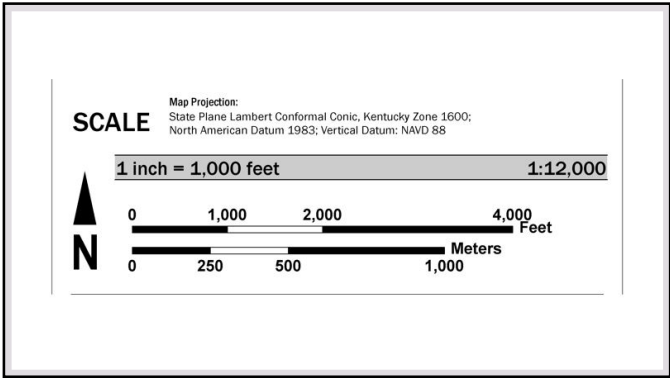 Map Projection:
SCALE
State Plane Lambert Conformal Conic, Kentucky Zone 1600;
North American Datum 1983; Vertical Datum: NAVD 88
1 inch = 1,000 feet 1:12,000
0 1,000 2,000 4,000
Feet
N
Meters
0 250 500 1,000